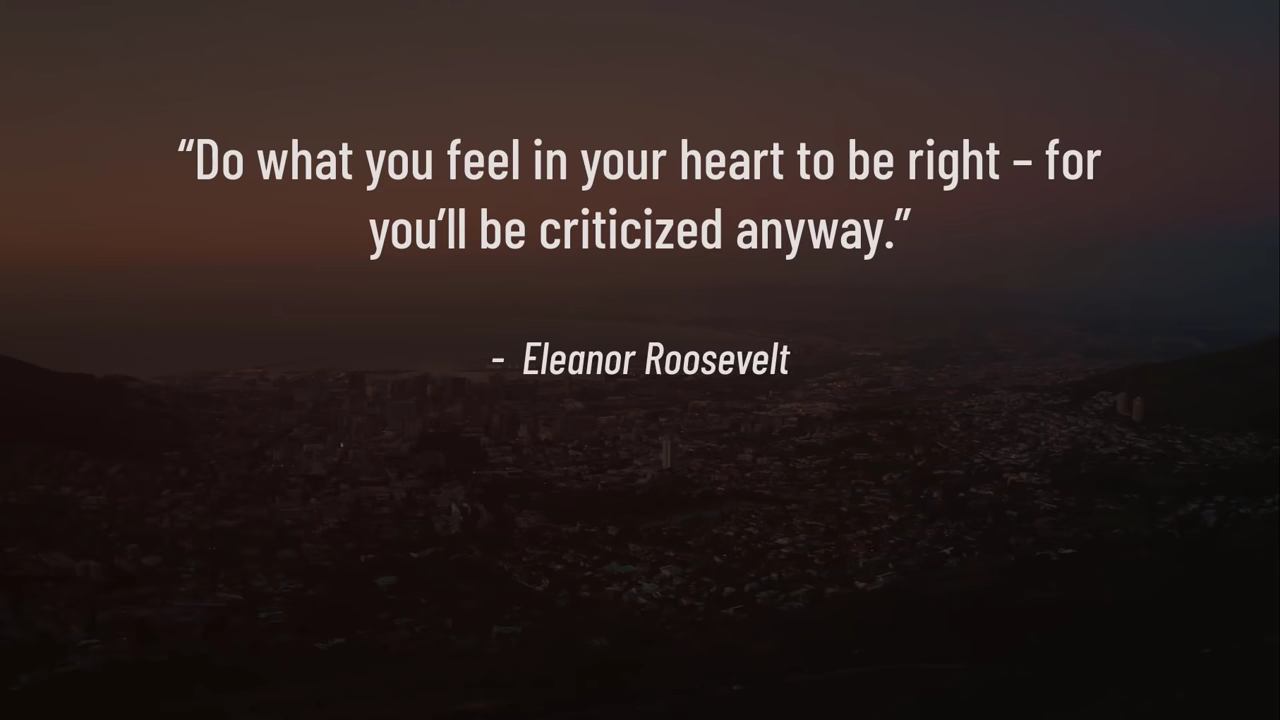 “Do what you feel in your heart to be right – for
you’ll be criticized anyway.”
- Eleanor Roosevelt